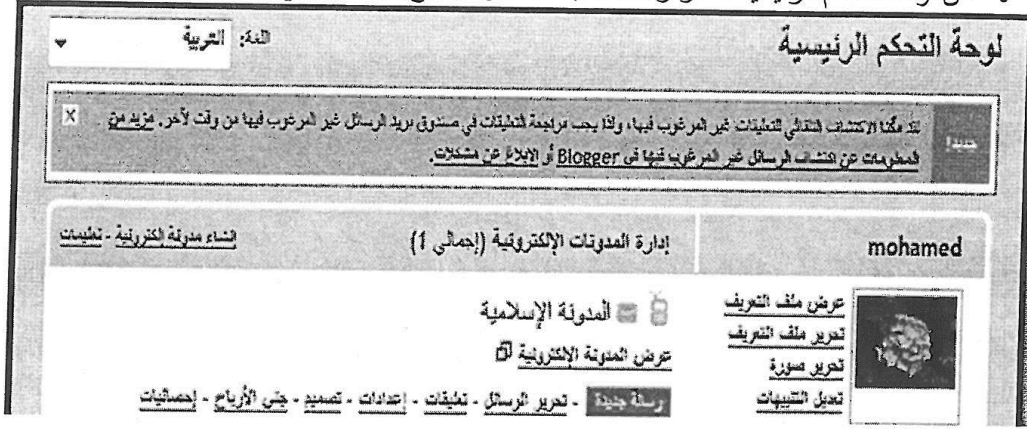 لوحة التحكم الرئيسية
اللغة: العربية
جديد! لقد مكّنا الاكتشاف التلقائي للتعليقات غير المرغوب فيها، ولذا يجب مراجعة التعليقات في صندوق بريد الرسائل غير المرغوب فيها من وقت لآخر. مزيد من
المعلومات عن اكتشاف الرسائل غير المرغوب فيها في Blogger أو الإبلاغ عن مشكلات. X
mohamed
إدارة المدونات الإلكترونية (إجمالي 1)
إنشاء مدونة إلكترونية - تعليمات
عرض ملف التعريف
تحرير ملف التعريف
تحرير صورة
تعديل التنبيهات
المدونة الإسلامية
عرض المدونة الإلكترونية
رسالة جديدة - تحرير الرسائل - تعليقات - إعدادات - تصميم - جني الأرباح - إحصائيات